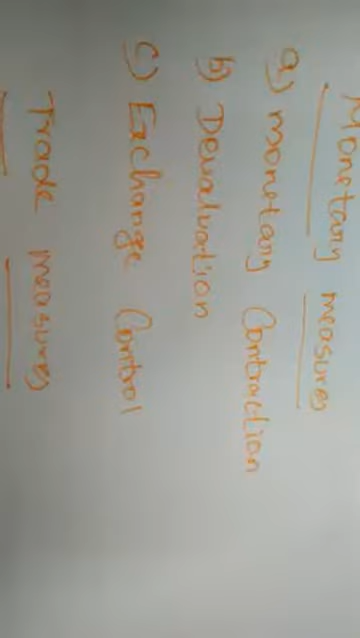 Monetary measures
a) monetary Contraction
b) Devaluation
c) Exchange Control
Trade measures